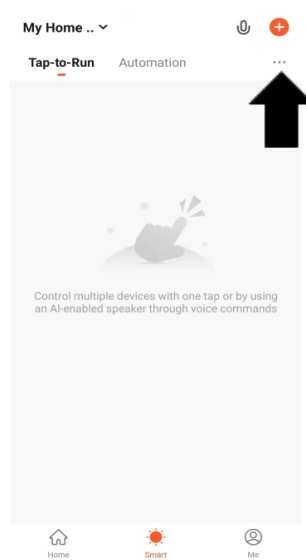 My Home ..
Tap-to-Run Automation ...
Control multiple devices with one tap or by using
an AI-enabled speaker through voice commands
Home Smart Me